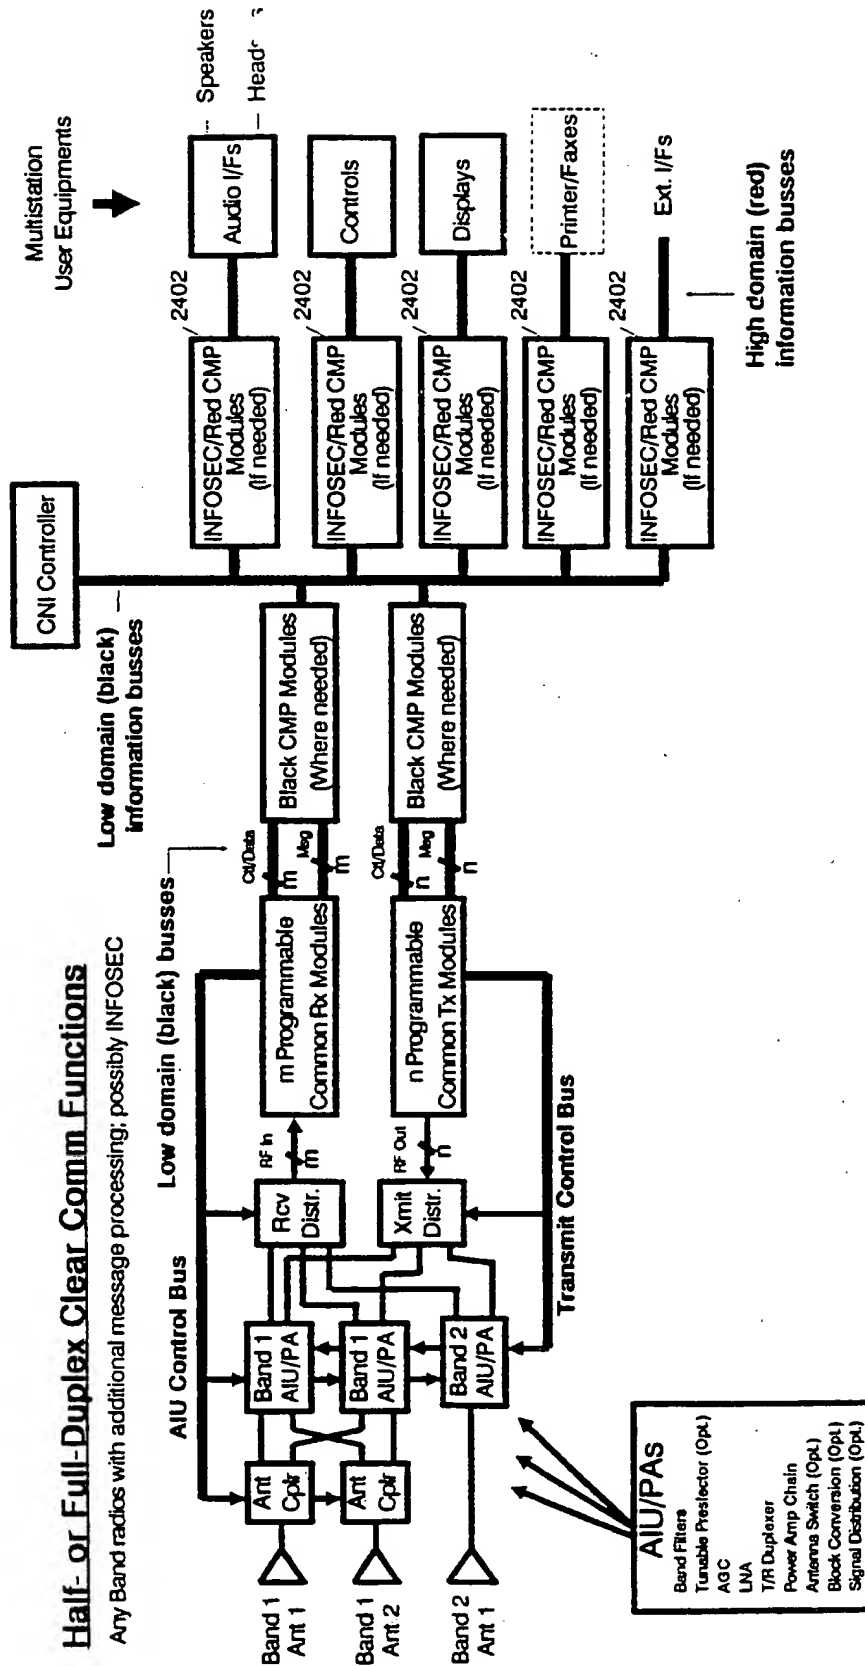 Half- or Full-Duplex Clear Comm Functions
Any Band radios with additional message processing; possibly INFOSEC
Multistation
User Equipments
CNI Controller
Low domain (black)
information busses
Low domain (black) busses
AIU Control Bus
Band 1
Ant 1
Band 1
Ant 2
Band 2
Ant 1
Ant
Cplr
Ant
Cplr
Band 1
AIU/PA
Band 1
AIU/PA
Band 2
AIU/PA
Rcv
Distr.
Xmit
Distr.
RF In
m
RF Out
n
m Programmable
Common Rx Modules
n Programmable
Common Tx Modules
Ctl/Data
m
Msg
m
Ctl/Data
n
Msg
n
Black CMP Modules
(Where needed)
Black CMP Modules
(Where needed)
2402
INFOSEC/Red CMP
Modules
(If needed)
2402
INFOSEC/Red CMP
Modules
(If needed)
2402
INFOSEC/Red CMP
Modules
(If needed)
2402
INFOSEC/Red CMP
Modules
(If needed)
2402
INFOSEC/Red CMP
Modules
(If needed)
Audio I/Fs
Speakers
Controls
Displays
Printer/Faxes
Ext. I/Fs
High domain (red)
information busses
Transmit Control Bus
AIU/PAs
Band Filters
Tunable Preslector (Opt.)
AGC
LNA
T/R Duplexer
Power Amp Chain
Antenna Switch (Opt.)
Block Conversion (Opt.)
Signal Distribution (Opt.)